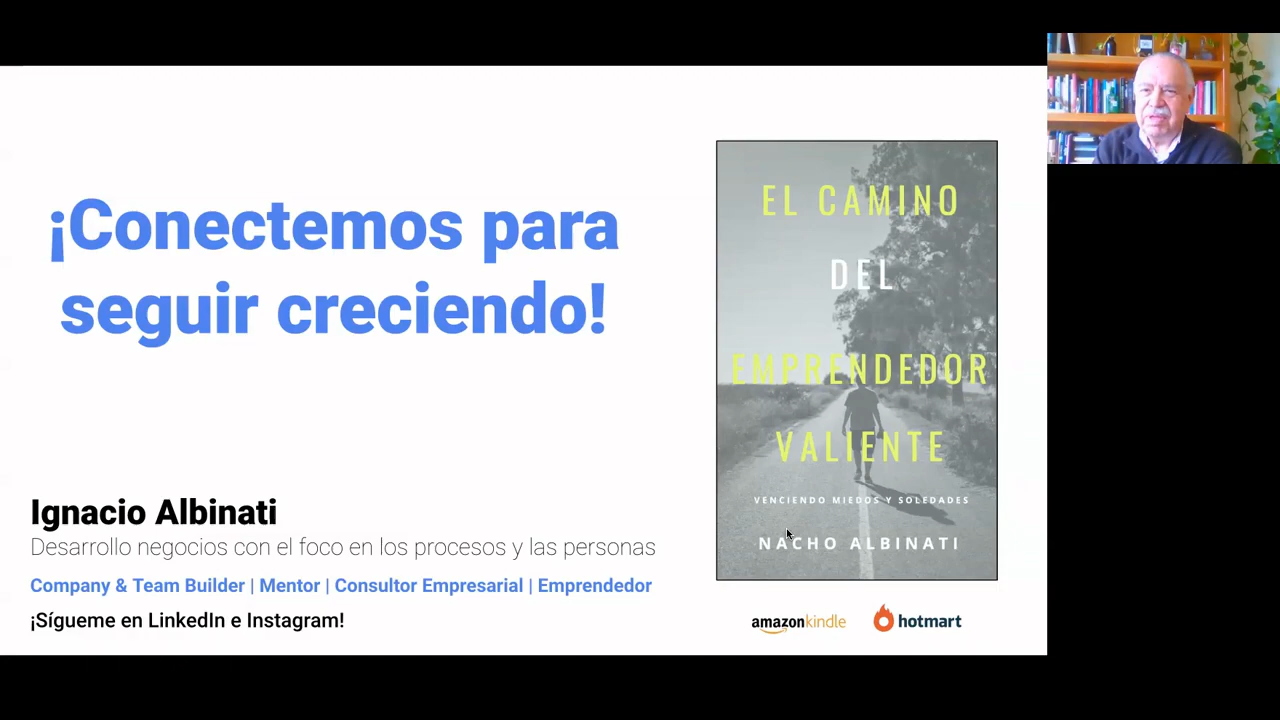 ¡Conectemos para
seguir creciendo!
Ignacio Albinati
Desarrollo negocios con el foco en los procesos y las personas
Company & Team Builder | Mentor | Consultor Empresarial | Emprendedor
¡Sígueme en LinkedIn e Instagram!
EL CAMINO
DEL
EMPRENDEDOR
VALIENTE
VENCIENDO MIEDOS Y SOLEDADES
NACHO ALBINATI
amazonkindle
hotmart